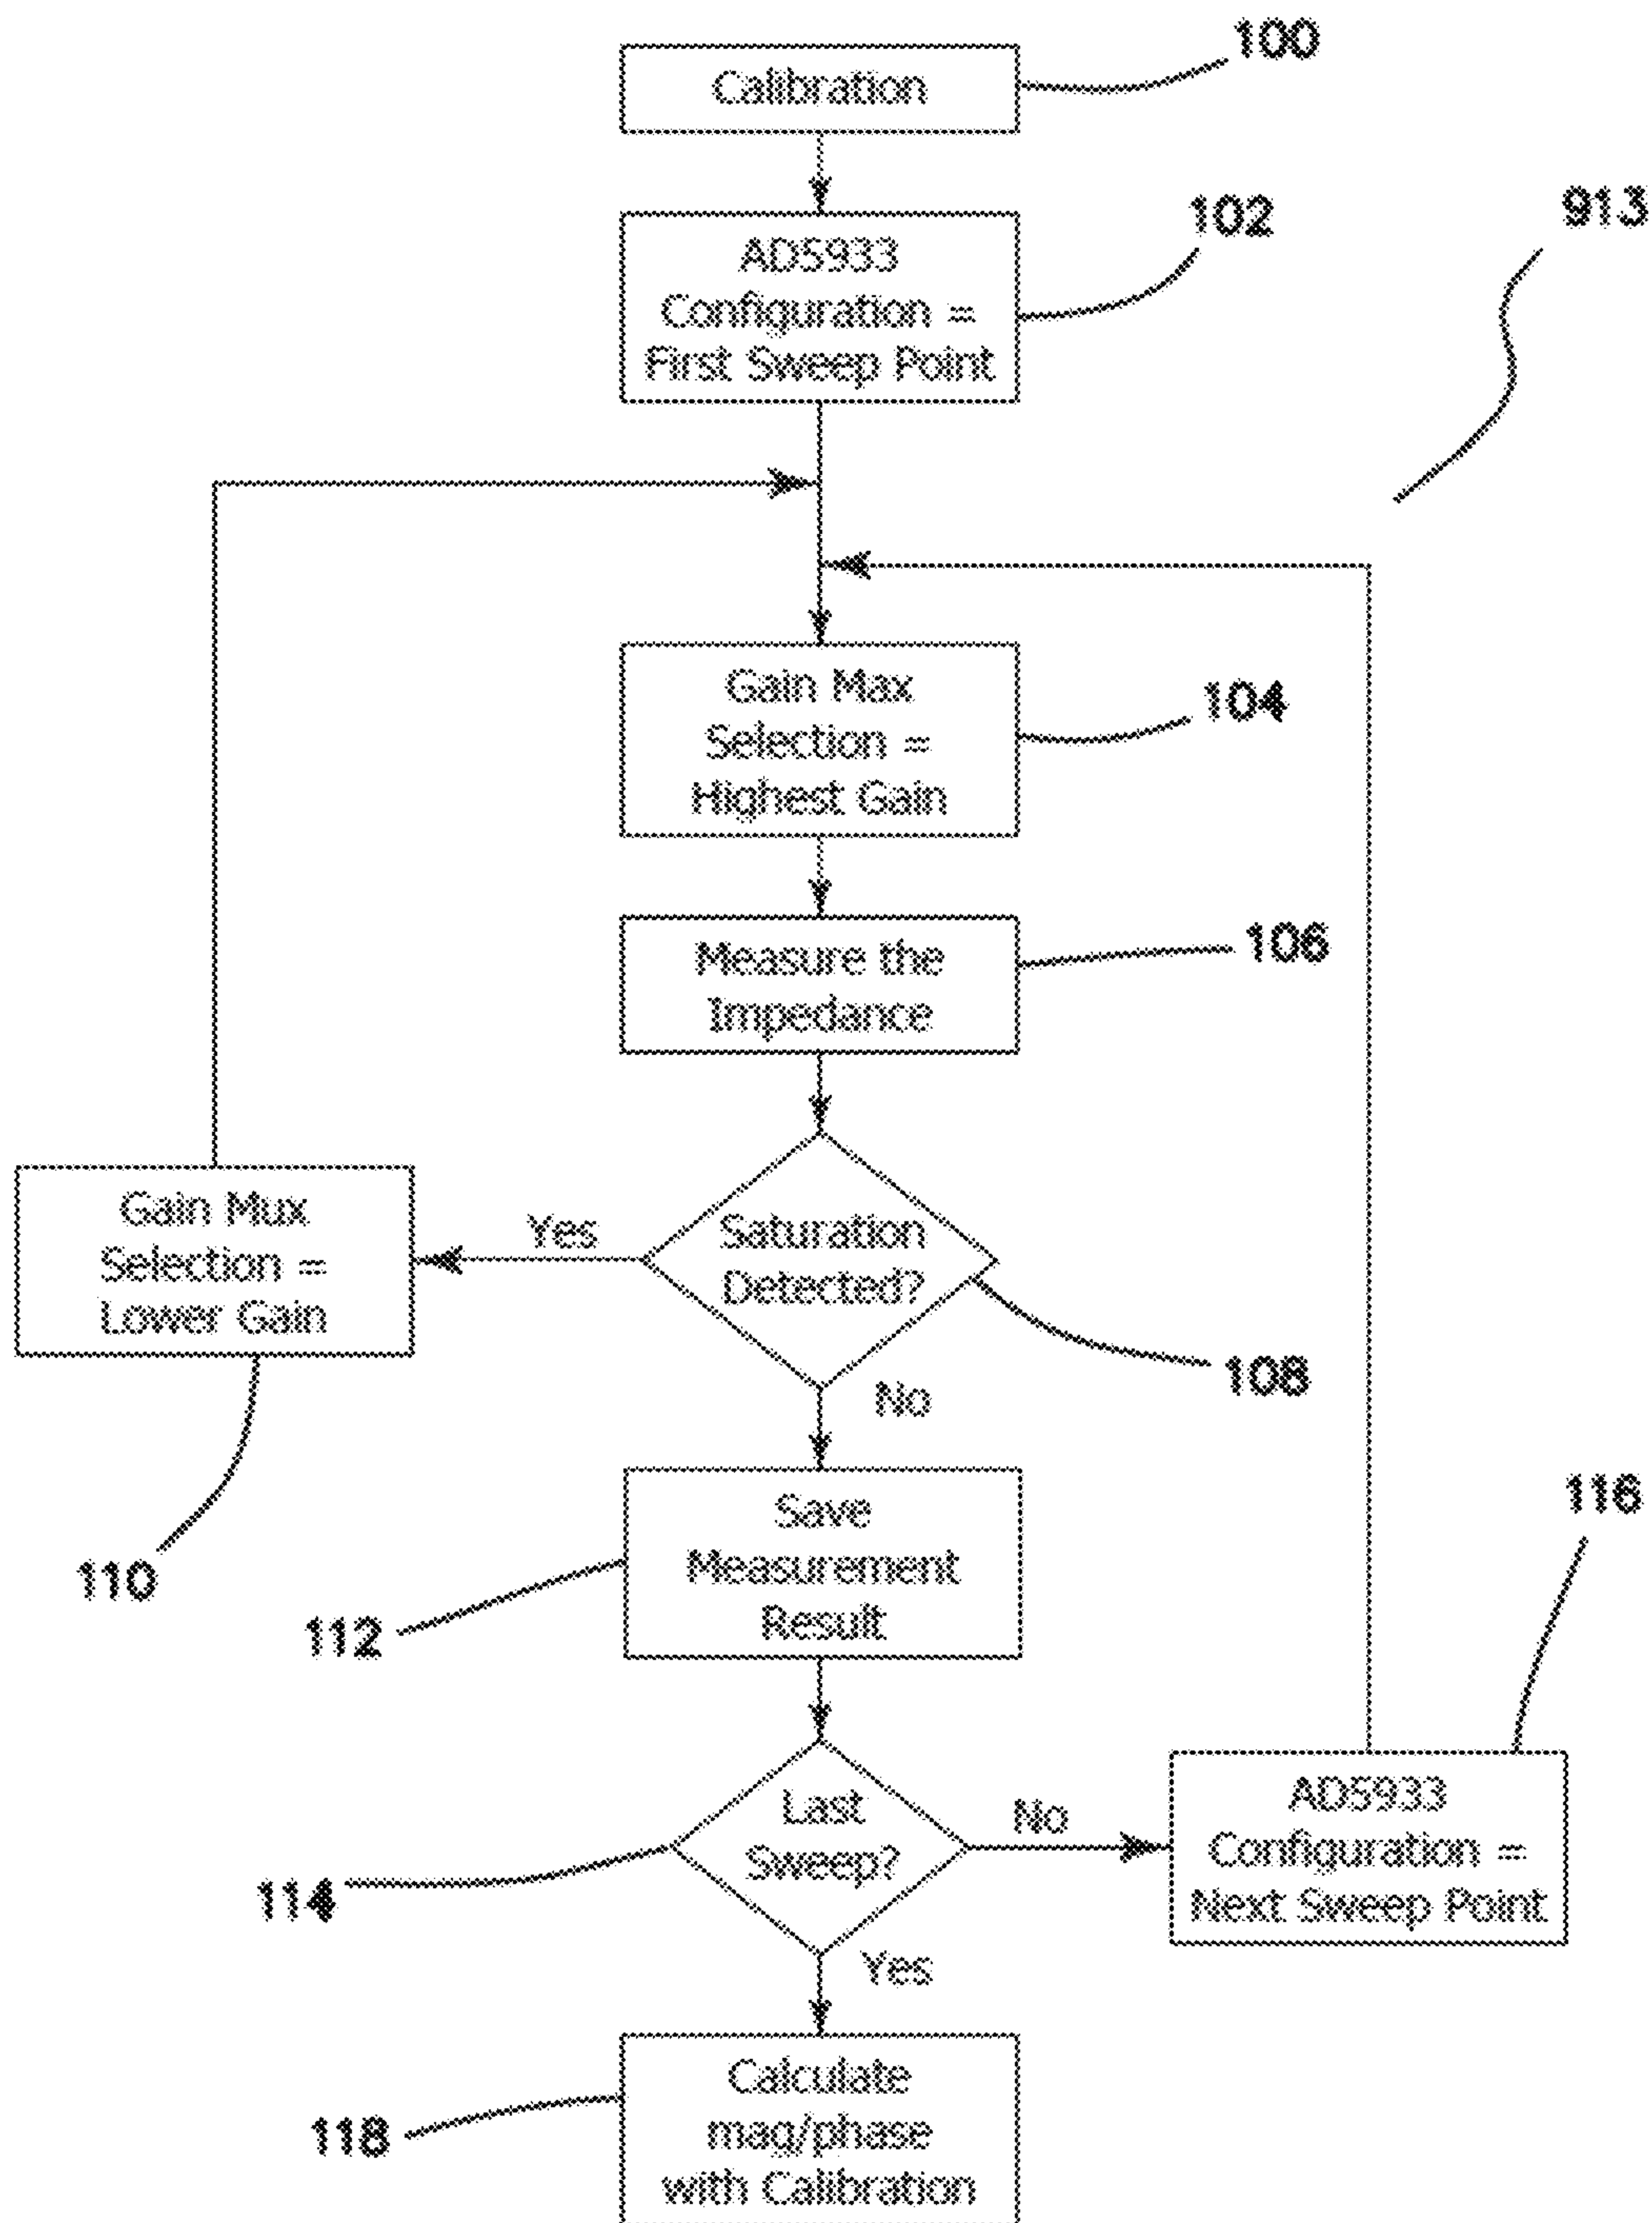 100
Calibration
913
102
AD5933
Configuration =
First Sweep Point
104
Gain Max
Selection =
Highest Gain
106
Measure the
Impedance
Gain Mux
Selection =
Lower Gain
Yes
Saturation
Detected?
108
No
110
Save
Measurement
Result
112
116
Last
Sweep?
No
114
AD5933
Configuration =
Next Sweep Point
Yes
Calculate
mag/phase
with Calibration
118